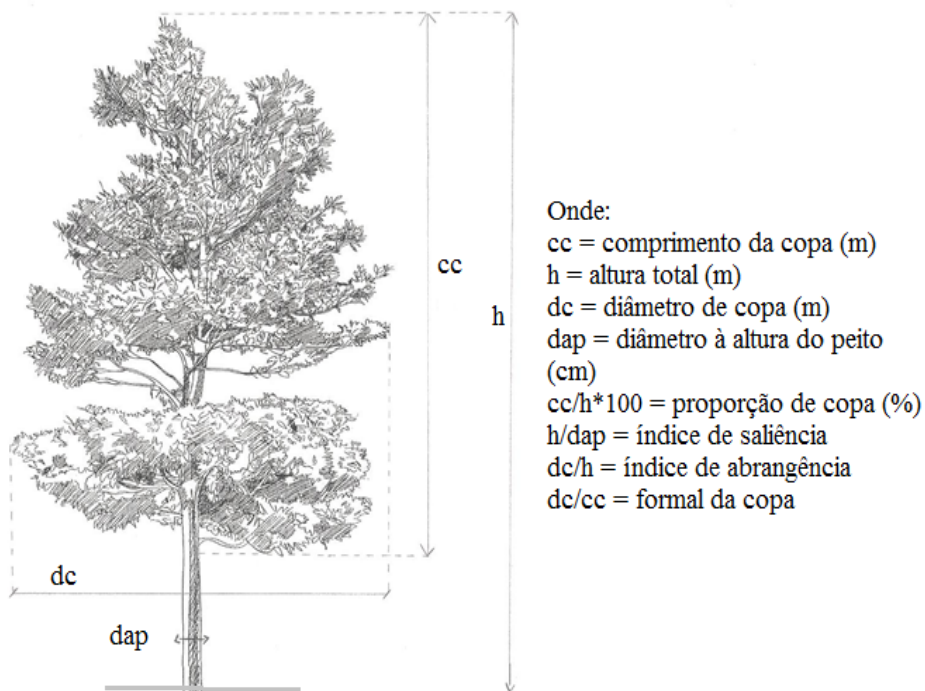 cc
h
dc
dap
Onde:
cc = comprimento da copa (m)
h = altura total (m)
dc = diâmetro de copa (m)
dap = diâmetro à altura do peito
(cm)
cc/h*100 = proporção de copa (%)
h/dap = índice de saliência
dc/h = índice de abrangência
dc/cc = formal da copa